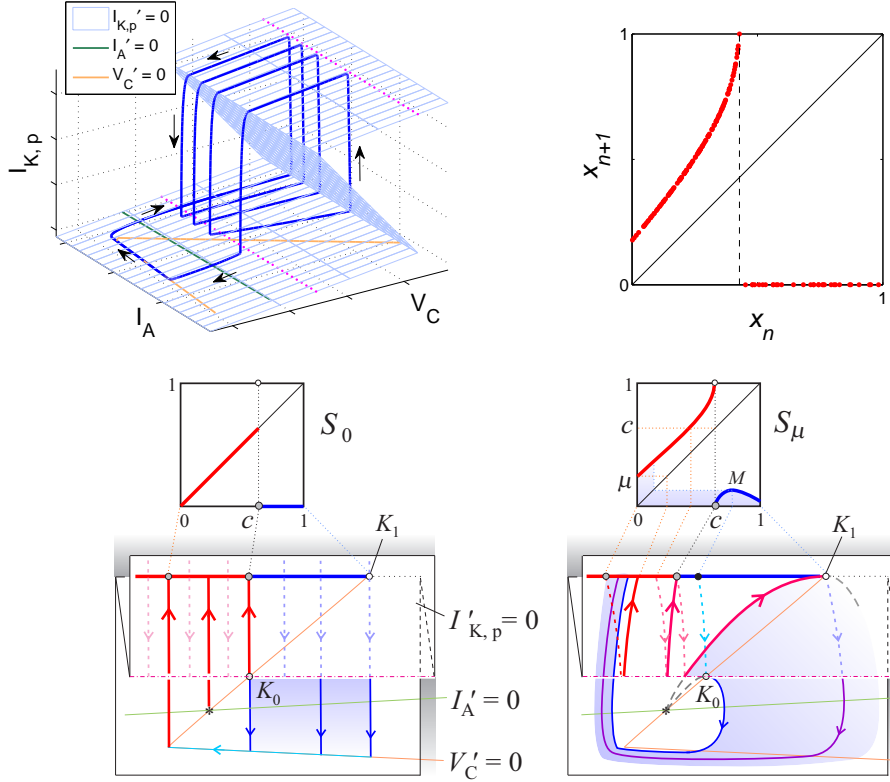 I_K,p′ = 0
I_A′ = 0
V_C′ = 0
I_K, p
I_A
V_C
1
x_n+1
0
1
x_n
1
S_0
0
c
1
K_1
I′_K, p = 0
K_0
I_A′ = 0
*
V_C′ = 0
1
c
S_μ
μ
M
0
c
1
K_1
K_0
*